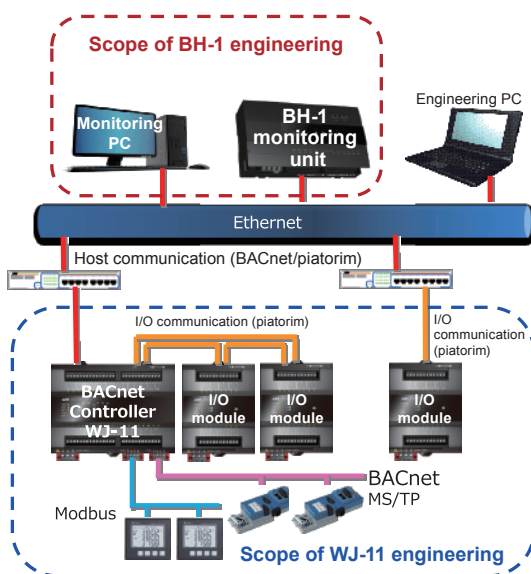 Scope of BH-1 engineering
Engineering PC
Monitoring
PC
BH-1
monitoring
unit
Ethernet
Host communication (BACnet/piatorim)
I/O communication (piatorim)
I/O
communication
(piatorim)
BACnet
Controller
WJ-11
I/O
module
I/O
module
I/O
module
BACnet
MS/TP
Modbus
Scope of WJ-11 engineering